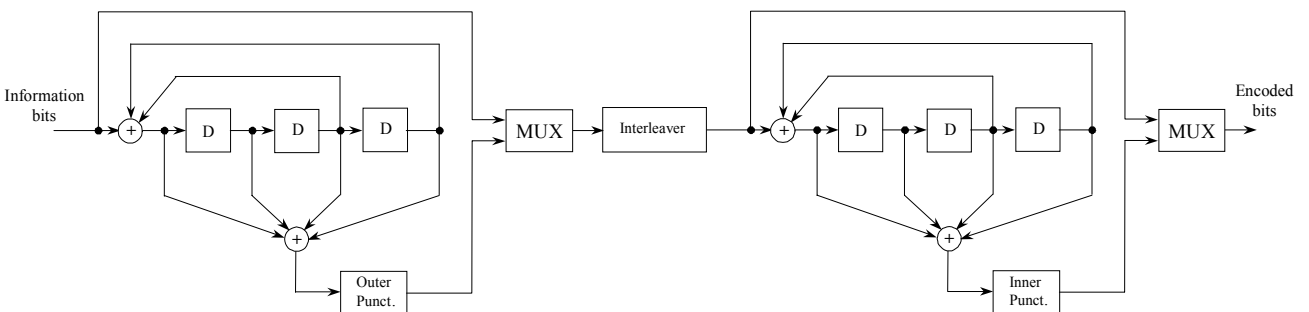 Information
bits
+
D
D
D
+
Outer
Punct.
MUX
Interleaver
+
D
D
D
+
Inner
Punct.
MUX
Encoded
bits